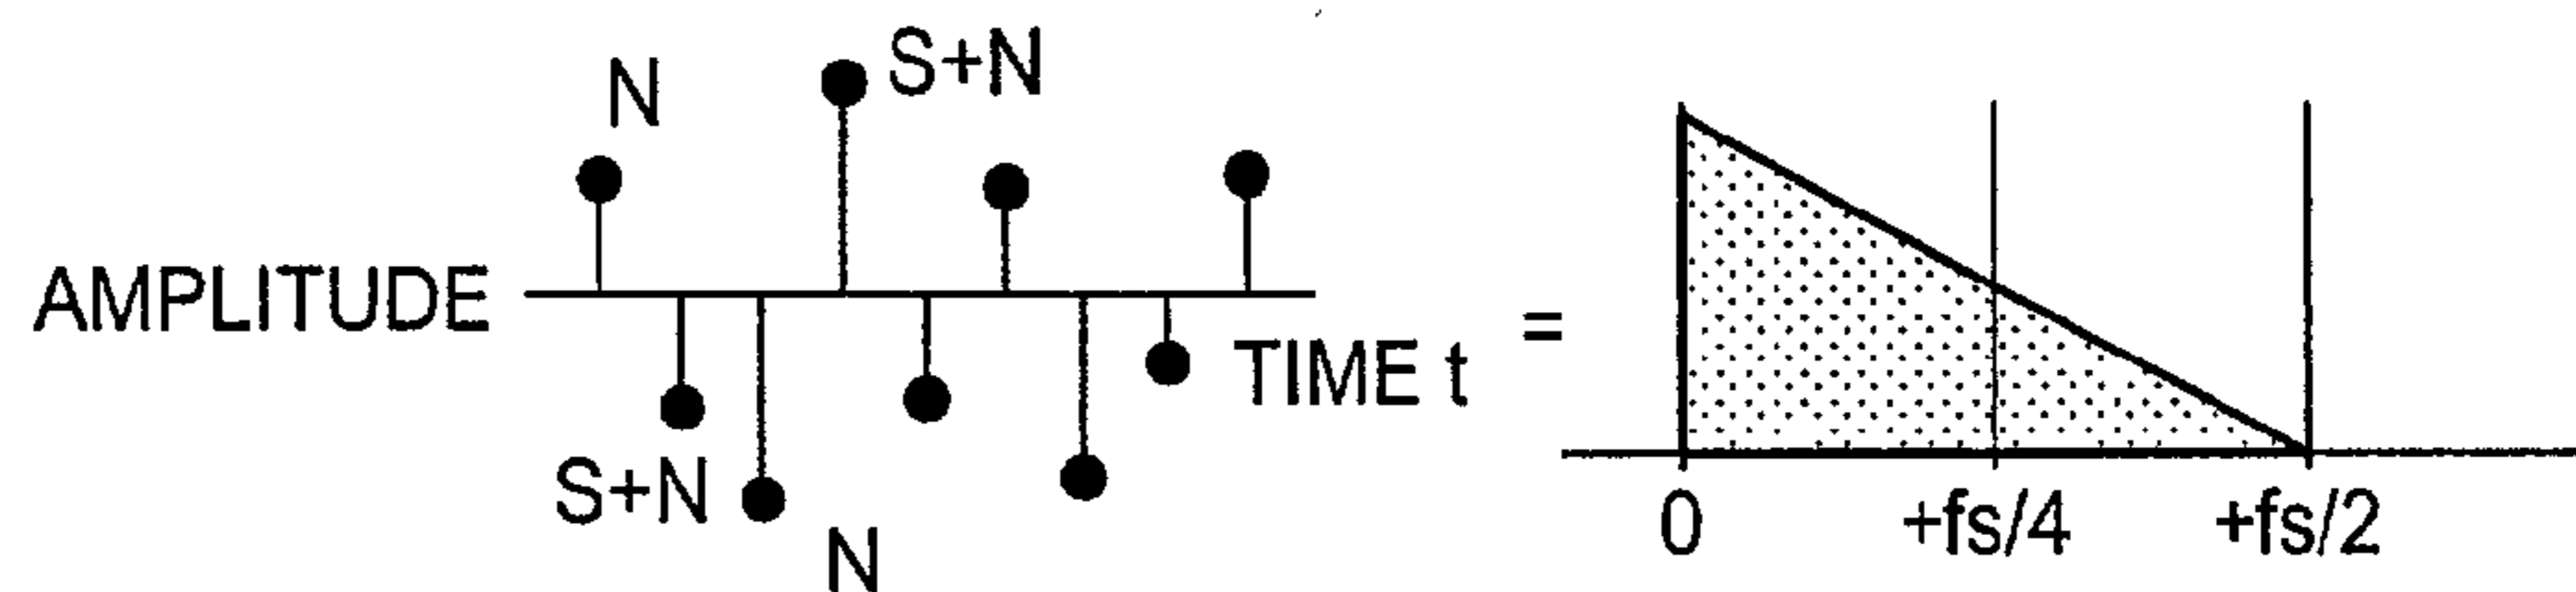 N
S+N
AMPLITUDE
TIME t
=
S+N
N
0
+fs/4
+fs/2